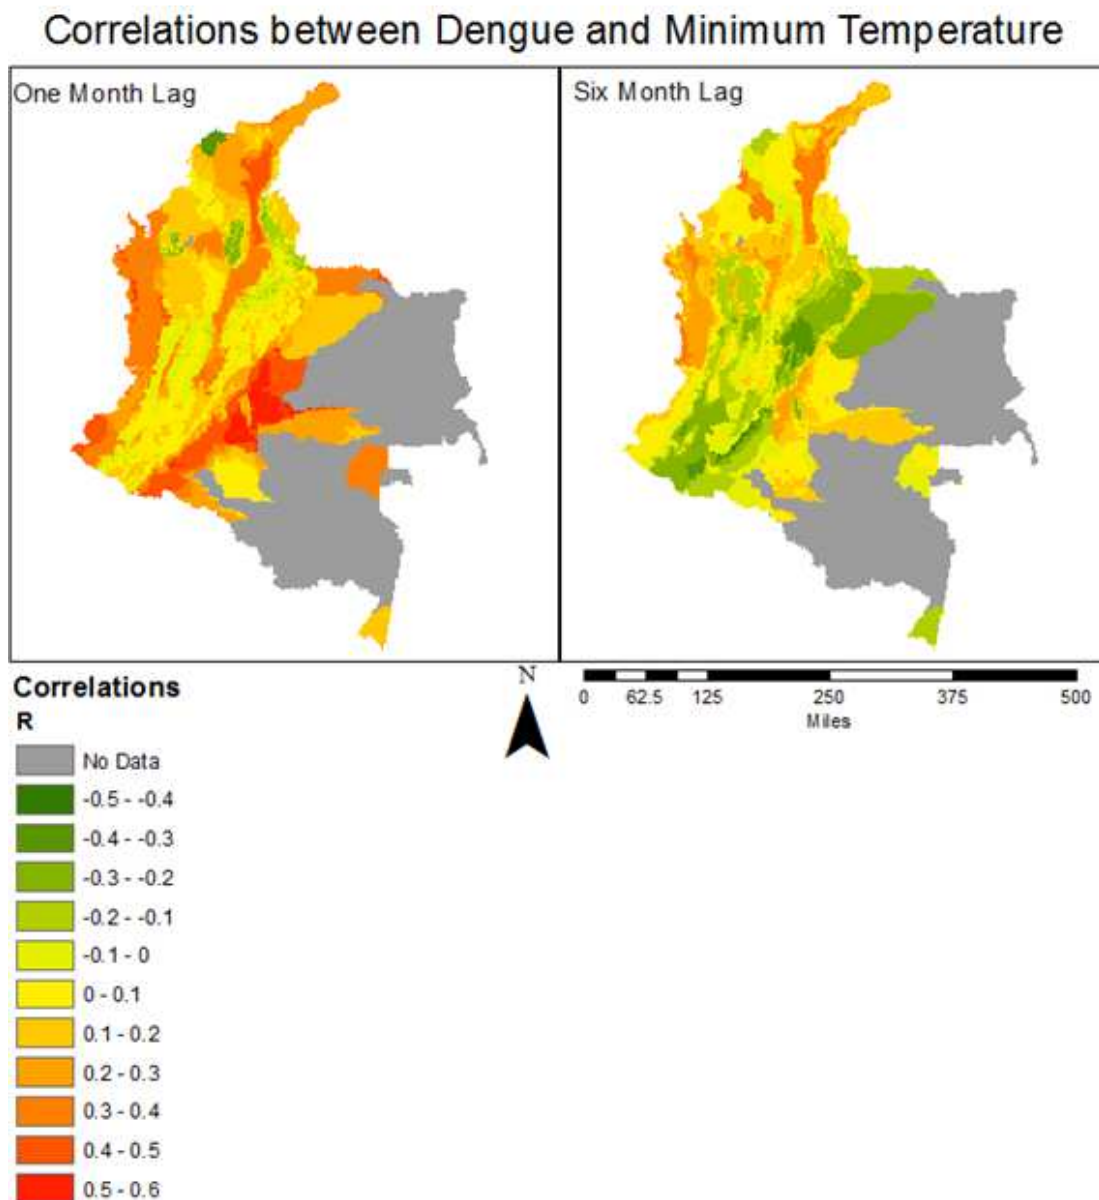 Correlations between Dengue and Minimum Temperature
One Month Lag
Six Month Lag
Correlations
R
No Data
-0.5 - -0.4
-0.4 - -0.3
-0.3 - -0.2
-0.2 - -0.1
-0.1 - 0
0 - 0.1
0.1 - 0.2
0.2 - 0.3
0.3 - 0.4
0.4 - 0.5
0.5 - 0.6
N
0 62.5 125 250 375 500
Miles